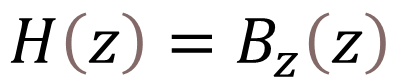 H(z) = B_z(z)